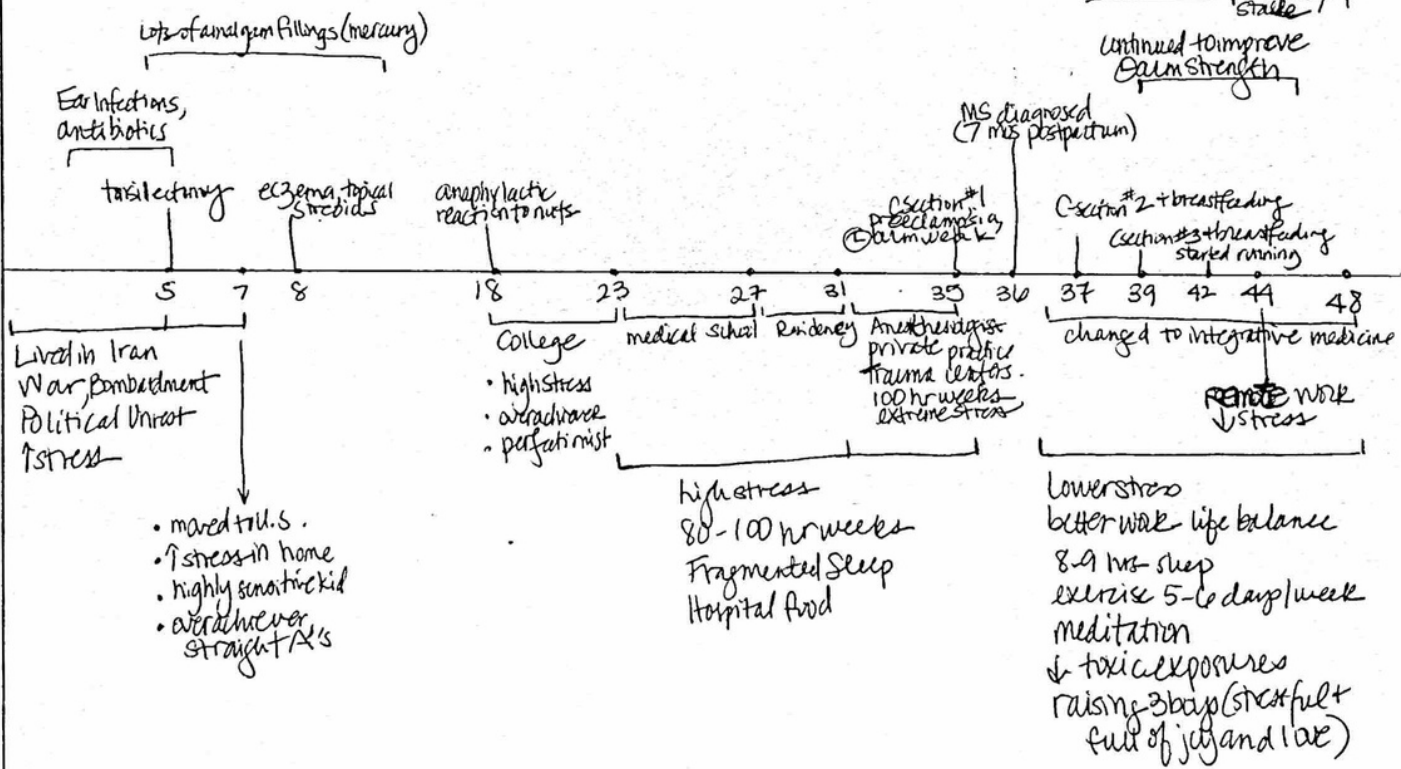 stable
Lots of amalgam fillings (mercury)
continued to improve
arm strength
Ear Infections,
antibiotics
MS diagnosed
(7 mos postpartum)
tonsilectomy
eczema, topical
steroids
anaphylactic
reaction to nuts
C section #1
preeclampsia,
Ⓛ arm weak
C-section #2 + breastfeeding
C section #3 + breastfeeding
started running
5 7 8 18 23 27 31 35 36 37 39 42 44 48
Lived in Iran
War, Bombardment
Political Unrest
↑ stress
College
• high stress
• overachiever
• perfectionist
medical school
Residency
Anesthesiologist
private practice
trauma centers.
100 hr weeks
extreme stress
changed to integrative medicine
remote work
↓ stress
• moved to U.S.
• ↑ stress in home
• highly sensitive kid
• overachiever,
straight A's
high stress
80-100 hr weeks
Fragmented Sleep
Hospital food
lower stress
better work life balance
8-9 hrs sleep
exercise 5-6 days/week
meditation
↓ toxic exposures
raising 3 boys (stressful +
full of joy and love)